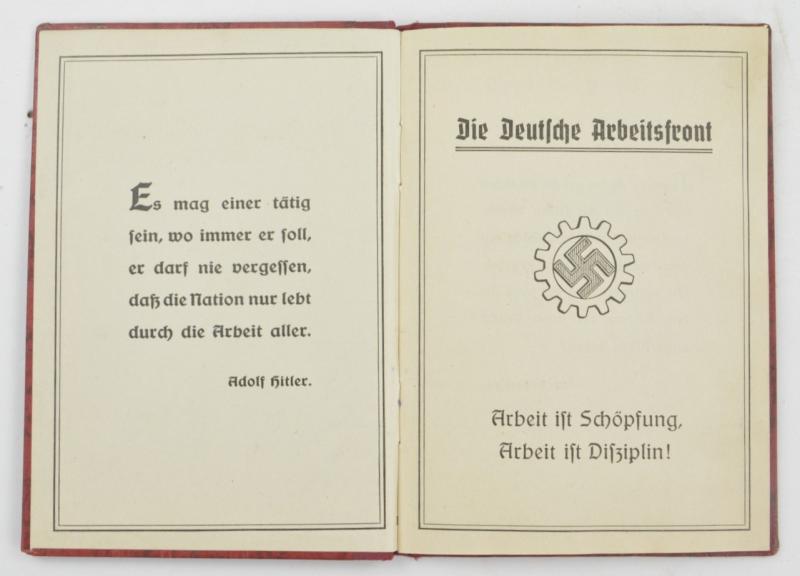 Es mag einer tätig
sein, wo immer er soll,
er darf nie vergessen,
daß die Nation nur lebt
durch die Arbeit aller.
Adolf Hitler.
Die Deutsche Arbeitsfront
Arbeit ist Schöpfung,
Arbeit ist Disziplin!